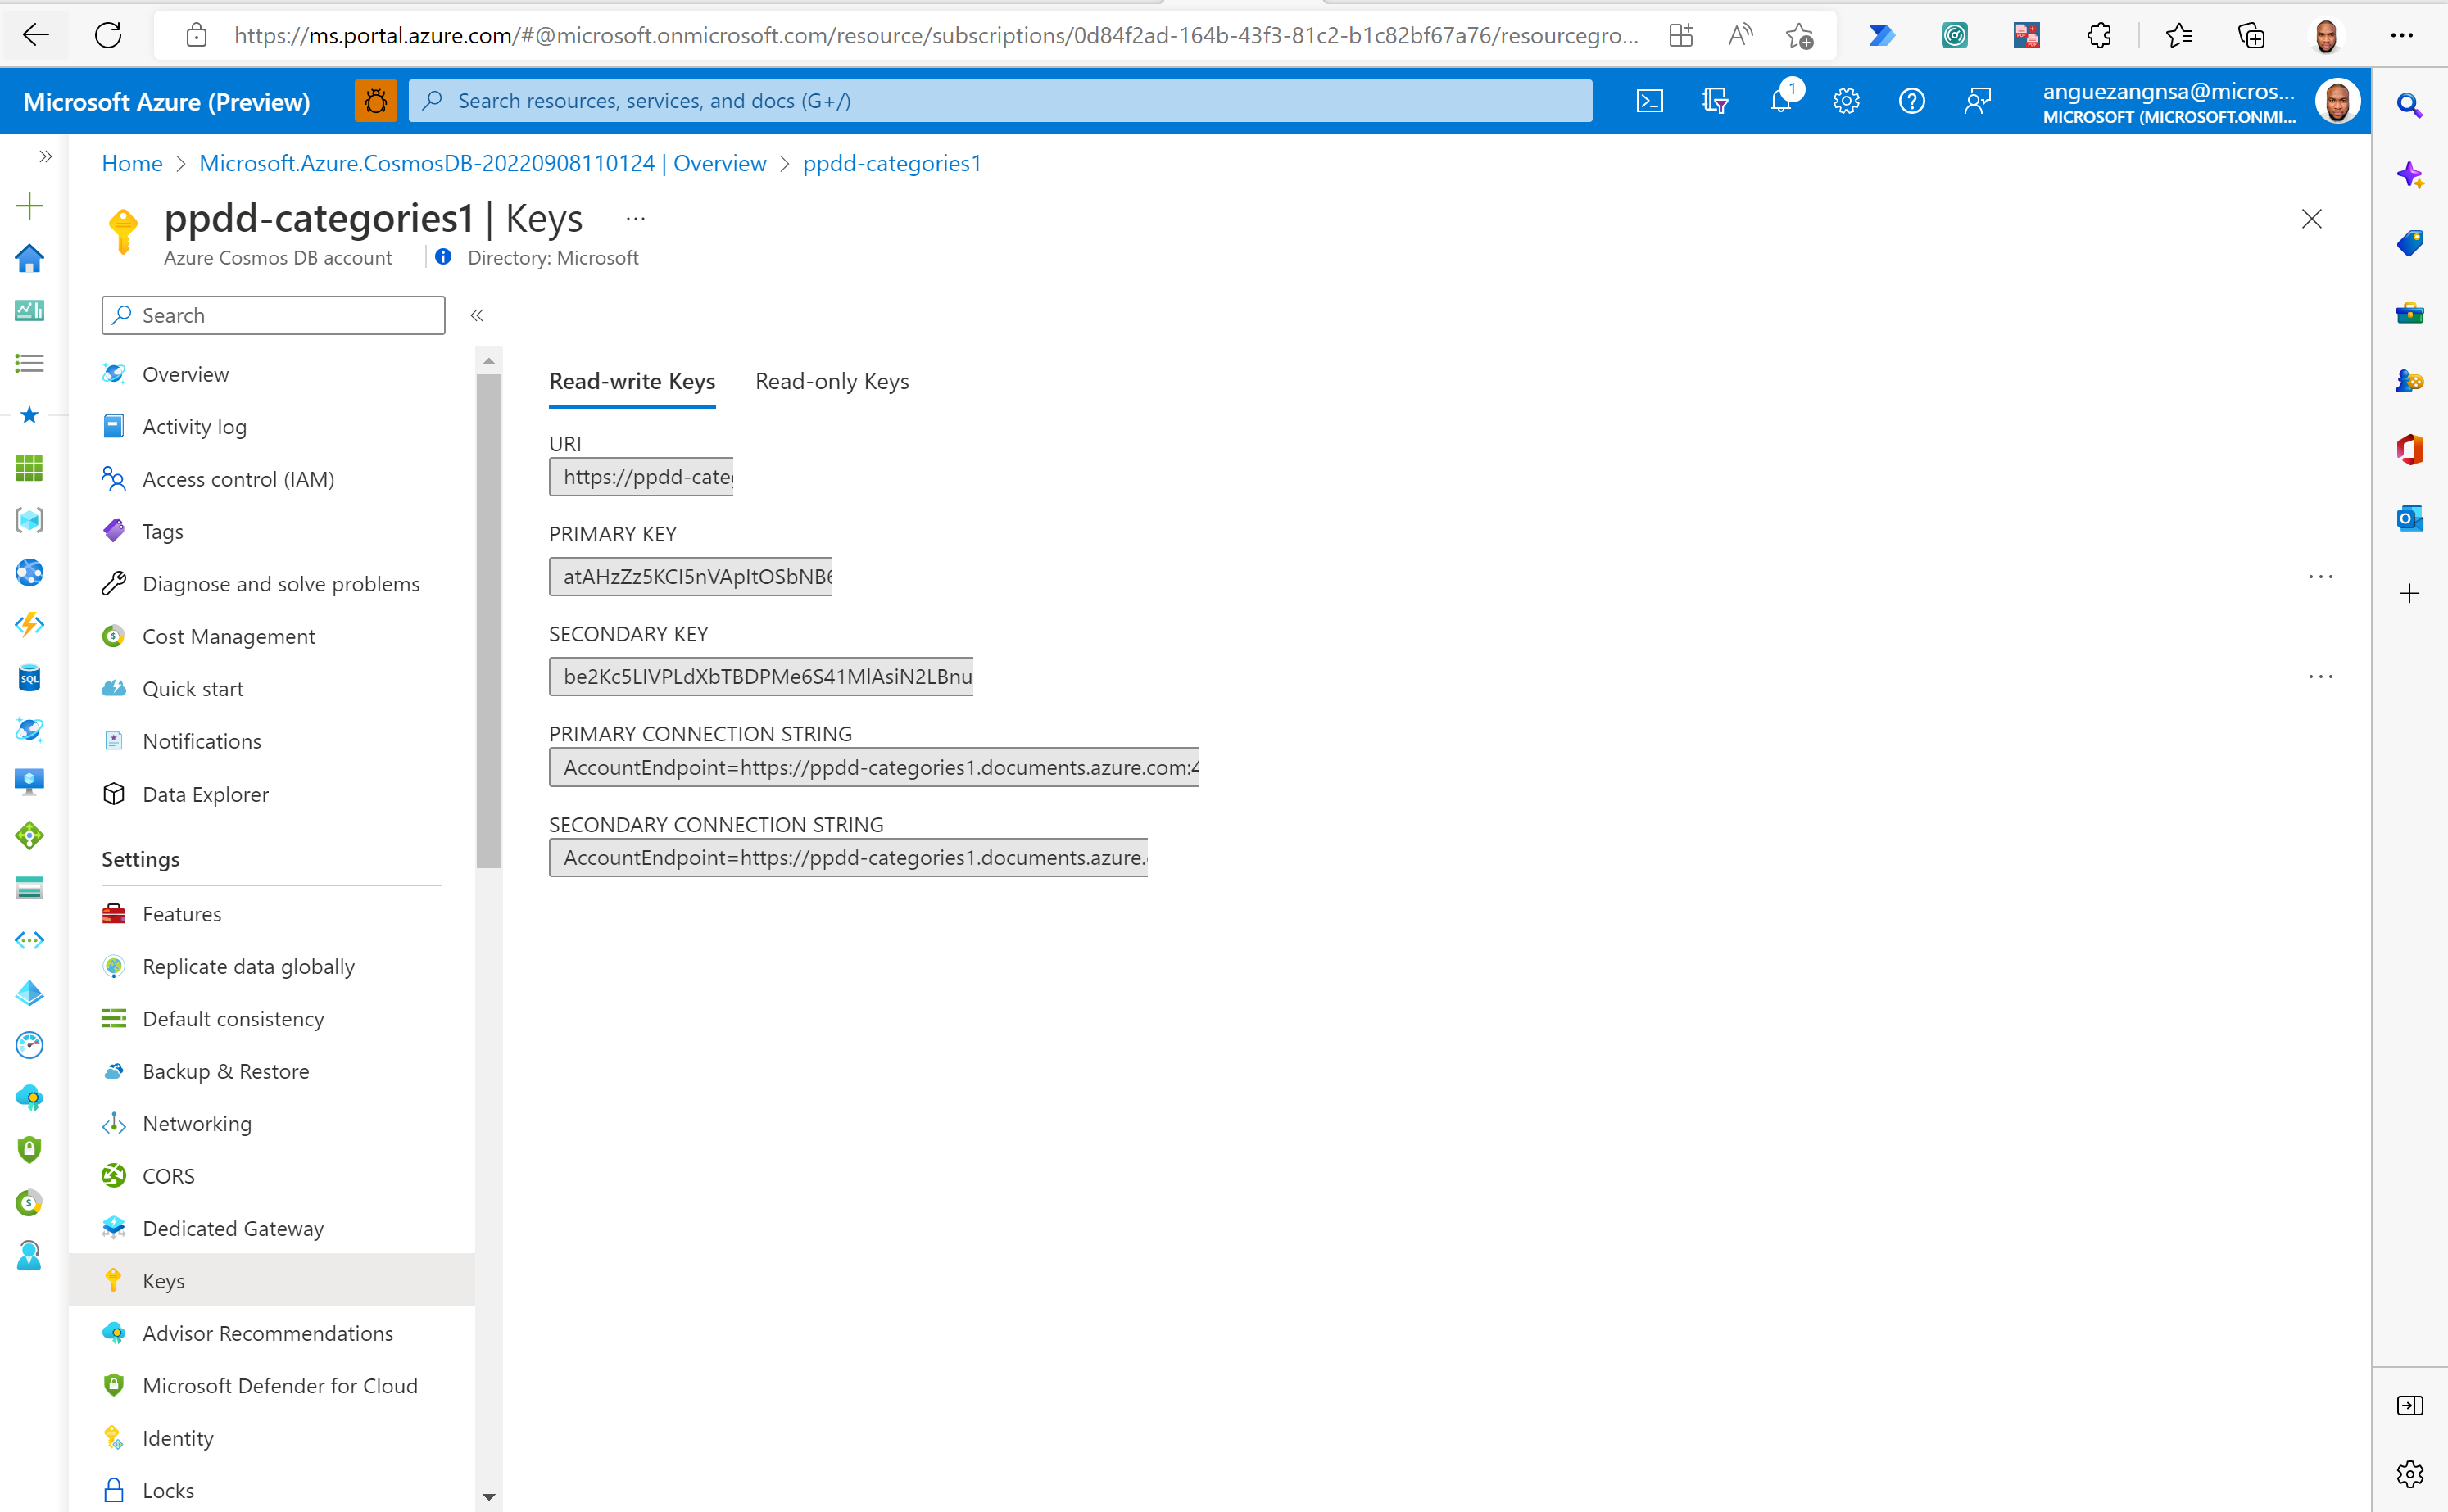 https://ms.portal.azure.com/#@microsoft.onmicrosoft.com/resource/subscriptions/0d84f2ad-164b-43f3-81c2-b1c82bf67a76/resourcegro...
Microsoft Azure (Preview)
Search resources, services, and docs (G+/)
1
anguezangnsa@micros...
MICROSOFT (MICROSOFT.ONMI...
Home > Microsoft.Azure.CosmosDB-20220908110124 | Overview > ppdd-categories1
ppdd-categories1 | Keys ...
Azure Cosmos DB account
Directory: Microsoft
Search
Overview
Activity log
Access control (IAM)
Tags
Diagnose and solve problems
Cost Management
Quick start
Notifications
Data Explorer
Settings
Features
Replicate data globally
Default consistency
Backup & Restore
Networking
CORS
Dedicated Gateway
Keys
Advisor Recommendations
Microsoft Defender for Cloud
Identity
Locks
Read-write Keys Read-only Keys
URI
https://ppdd-cate
PRIMARY KEY
atAHzZz5KCI5nVApItOSbNB6
SECONDARY KEY
be2Kc5LIVPLdXbTBDPMe6S41MlAsiN2LBnu
PRIMARY CONNECTION STRING
AccountEndpoint=https://ppdd-categories1.documents.azure.com:4
SECONDARY CONNECTION STRING
AccountEndpoint=https://ppdd-categories1.documents.azure.